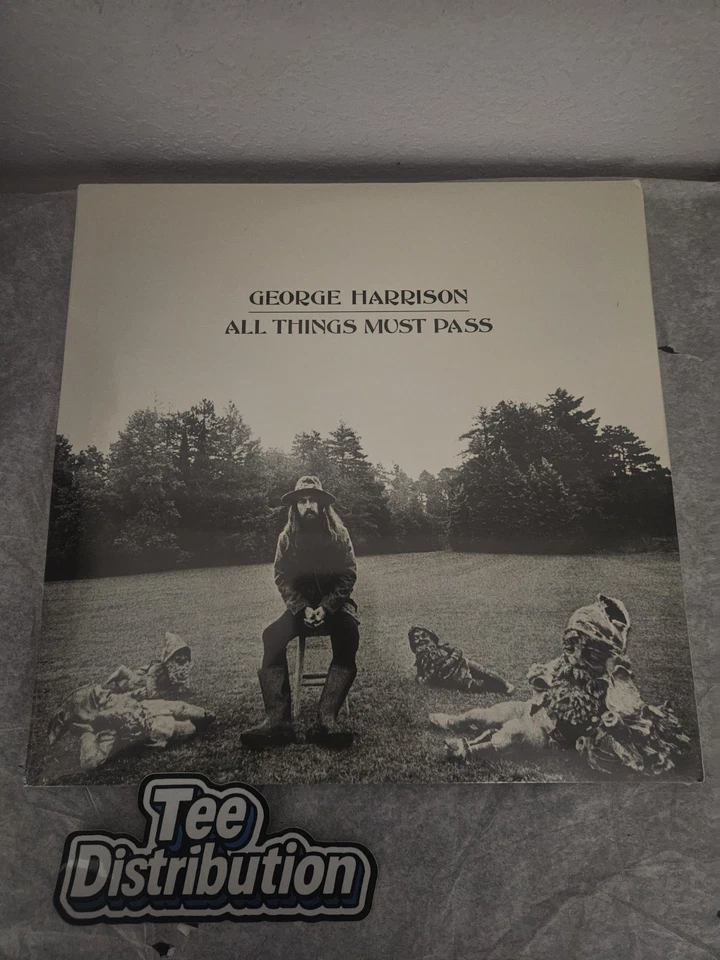 GEORGE HARRISON
ALL THINGS MUST PASS
Tee
Distribution